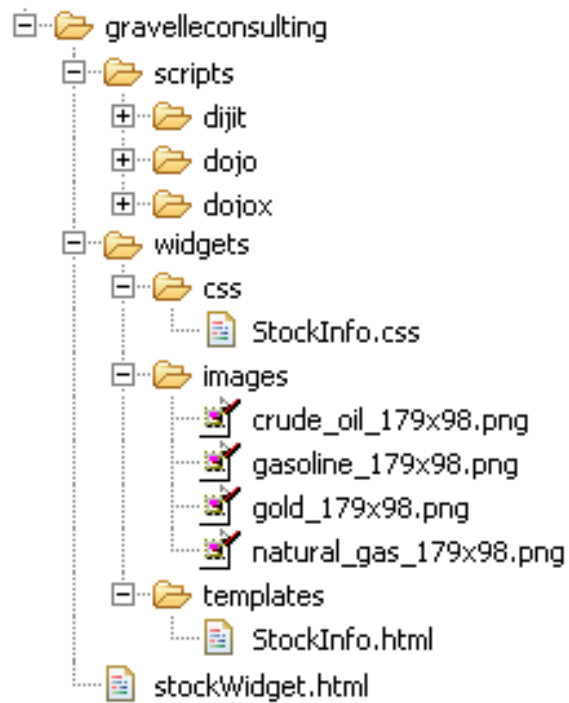 gravelleconsulting
scripts
dijit
dojo
dojox
widgets
css
StockInfo.css
images
crude_oil_179x98.png
gasoline_179x98.png
gold_179x98.png
natural_gas_179x98.png
templates
StockInfo.html
stockWidget.html